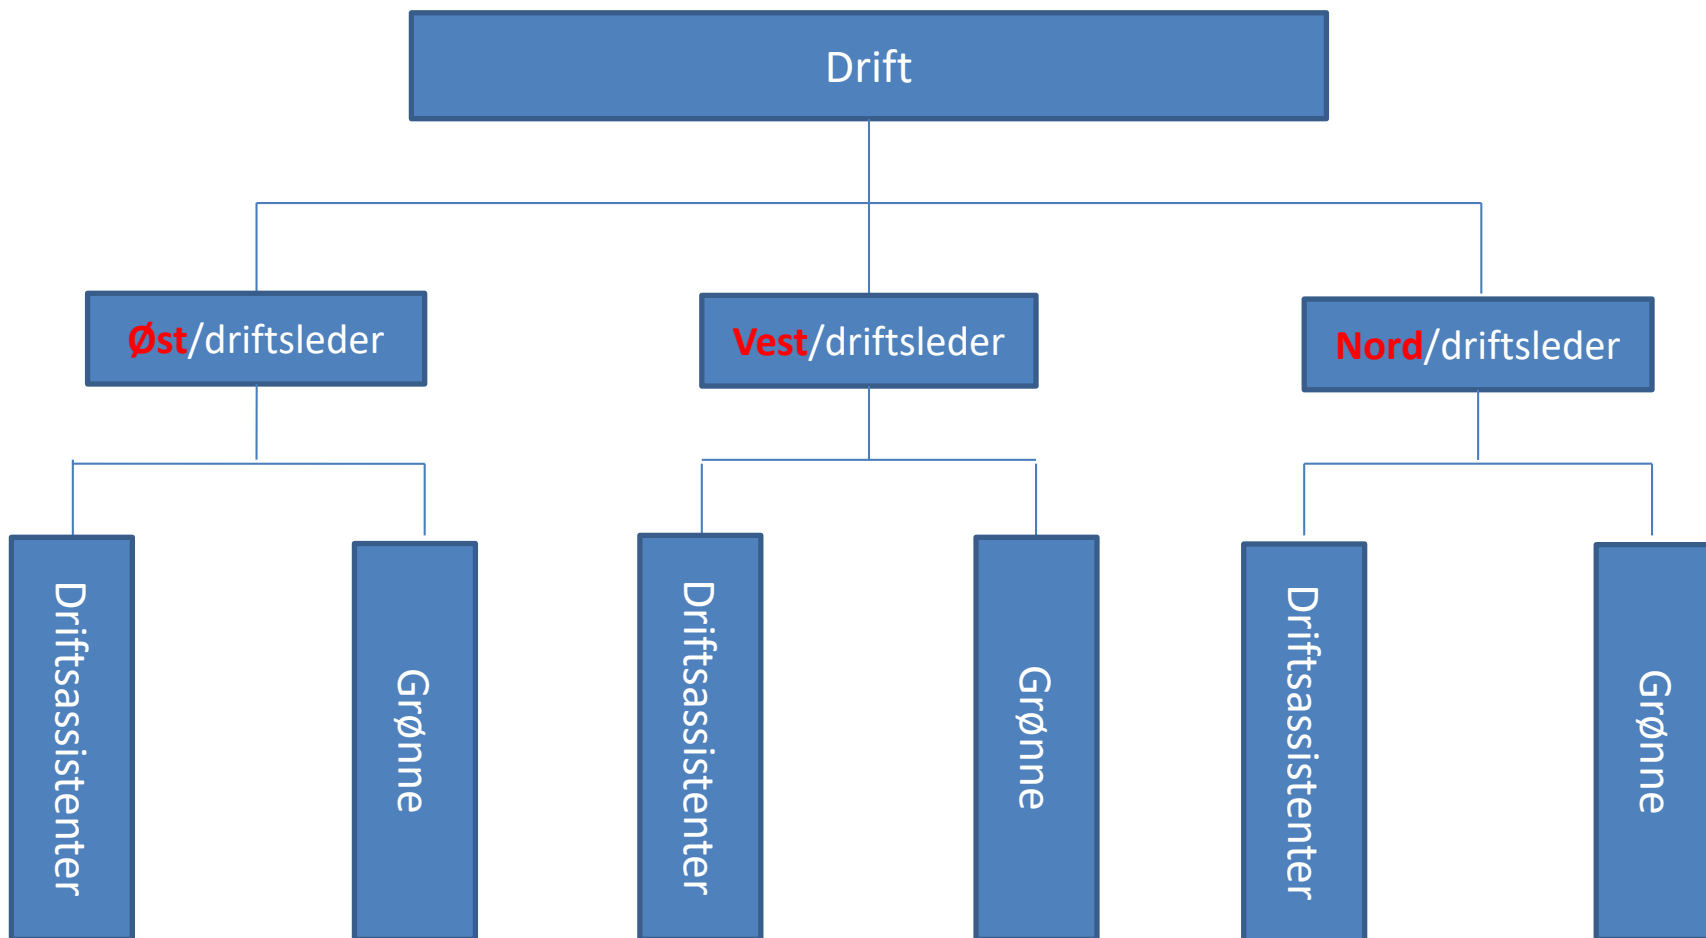 Drift
Øst/driftsleder
Vest/driftsleder
Nord/driftsleder
Driftsassistenter
Grønne
Driftsassistenter
Grønne
Driftsassistenter
Grønne